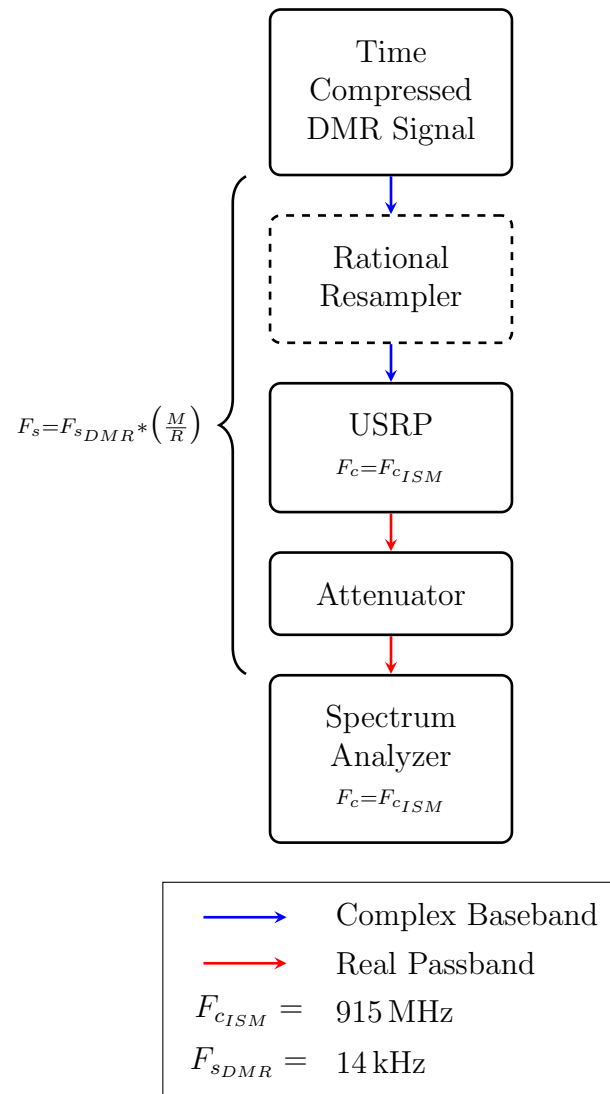 Time
Compressed
DMR Signal
Rational
Resampler
F_s=F_{s_{DMR}}*(M/R)
USRP
F_c=F_{c_{ISM}}
Attenuator
Spectrum
Analyzer
F_c=F_{c_{ISM}}
Complex Baseband
Real Passband
F_{c_{ISM}} = 915 MHz
F_{s_{DMR}} = 14 kHz